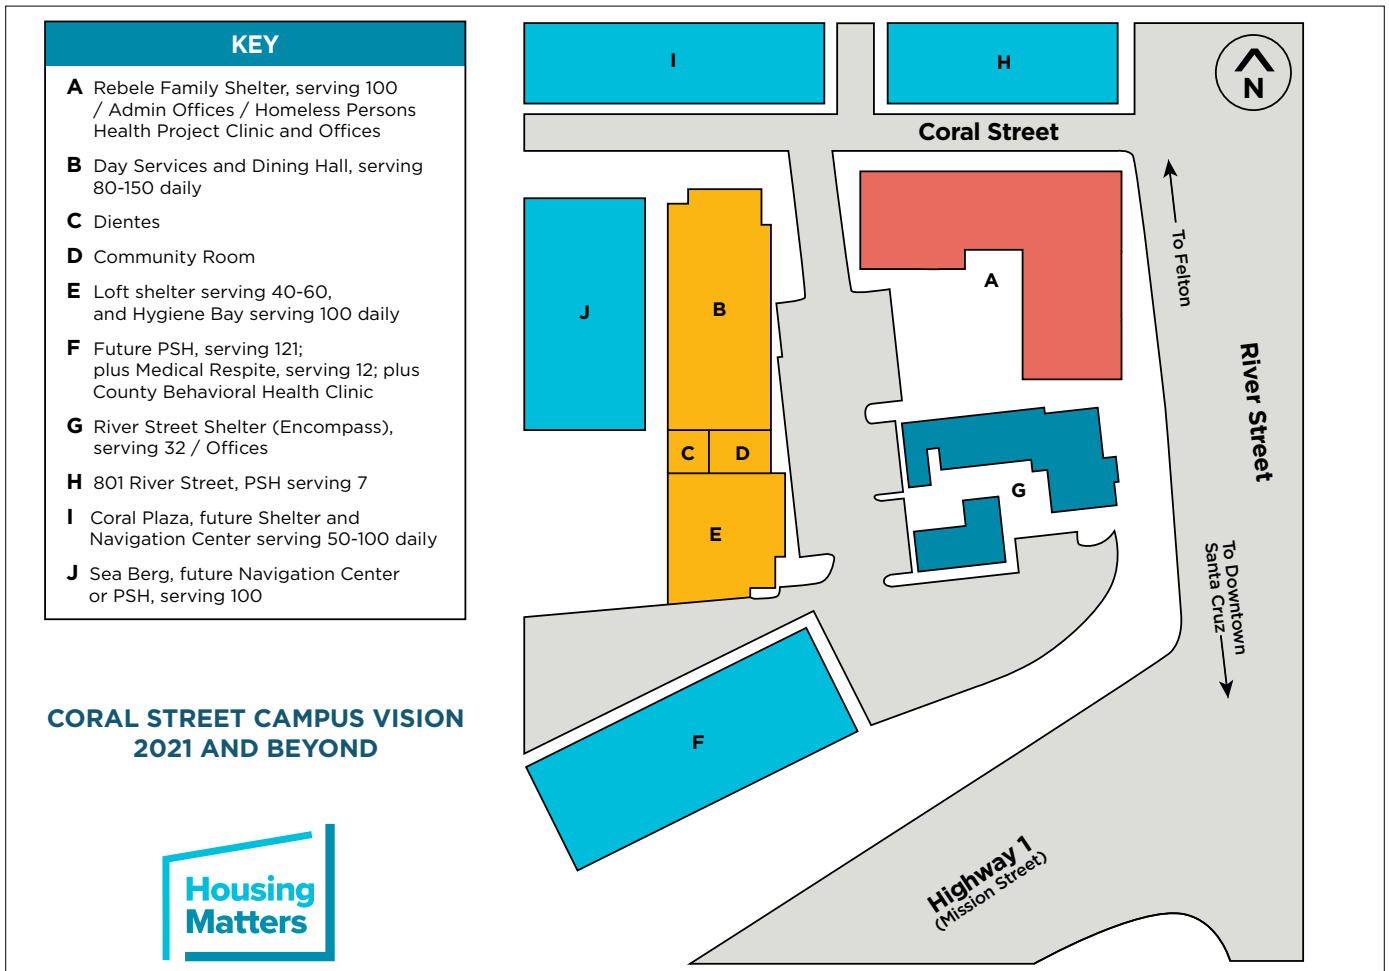 KEY
A Rebele Family Shelter, serving 100
/ Admin Offices / Homeless Persons
Health Project Clinic and Offices
B Day Services and Dining Hall, serving
80-150 daily
C Dientes
D Community Room
E Loft shelter serving 40-60,
and Hygiene Bay serving 100 daily
F Future PSH, serving 121;
plus Medical Respite, serving 12; plus
County Behavioral Health Clinic
G River Street Shelter (Encompass),
serving 32 / Offices
H 801 River Street, PSH serving 7
I Coral Plaza, future Shelter and
Navigation Center serving 50-100 daily
J Sea Berg, future Navigation Center
or PSH, serving 100
CORAL STREET CAMPUS VISION
2021 AND BEYOND
Housing
Matters
I
H
N
Coral Street
To Felton
A
J
B
River Street
C
D
G
E
To Downtown
Santa Cruz
F
Highway 1
(Mission Street)